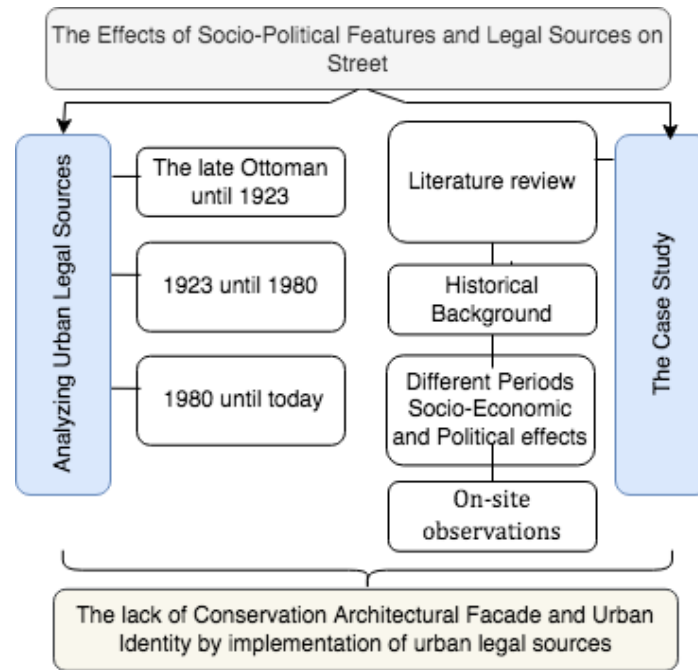 The Effects of Socio-Political Features and Legal Sources on
Street
Analyzing Urban Legal Sources
The late Ottoman
until 1923
1923 until 1980
1980 until today
Literature review
Historical
Background
Different Periods
Socio-Economic
and Political effects
On-site
observations
The Case Study
The lack of Conservation Architectural Facade and Urban
Identity by implementation of urban legal sources